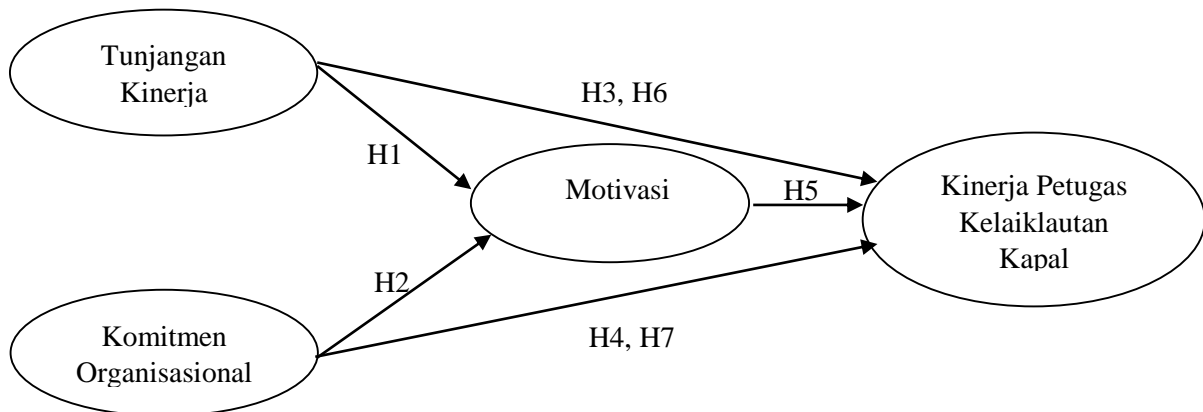 Tunjangan
Kinerja
H3, H6
H1
Motivasi
H5
Kinerja Petugas
Kelaiklautan
Kapal
H2
Komitmen
Organisasional
H4, H7